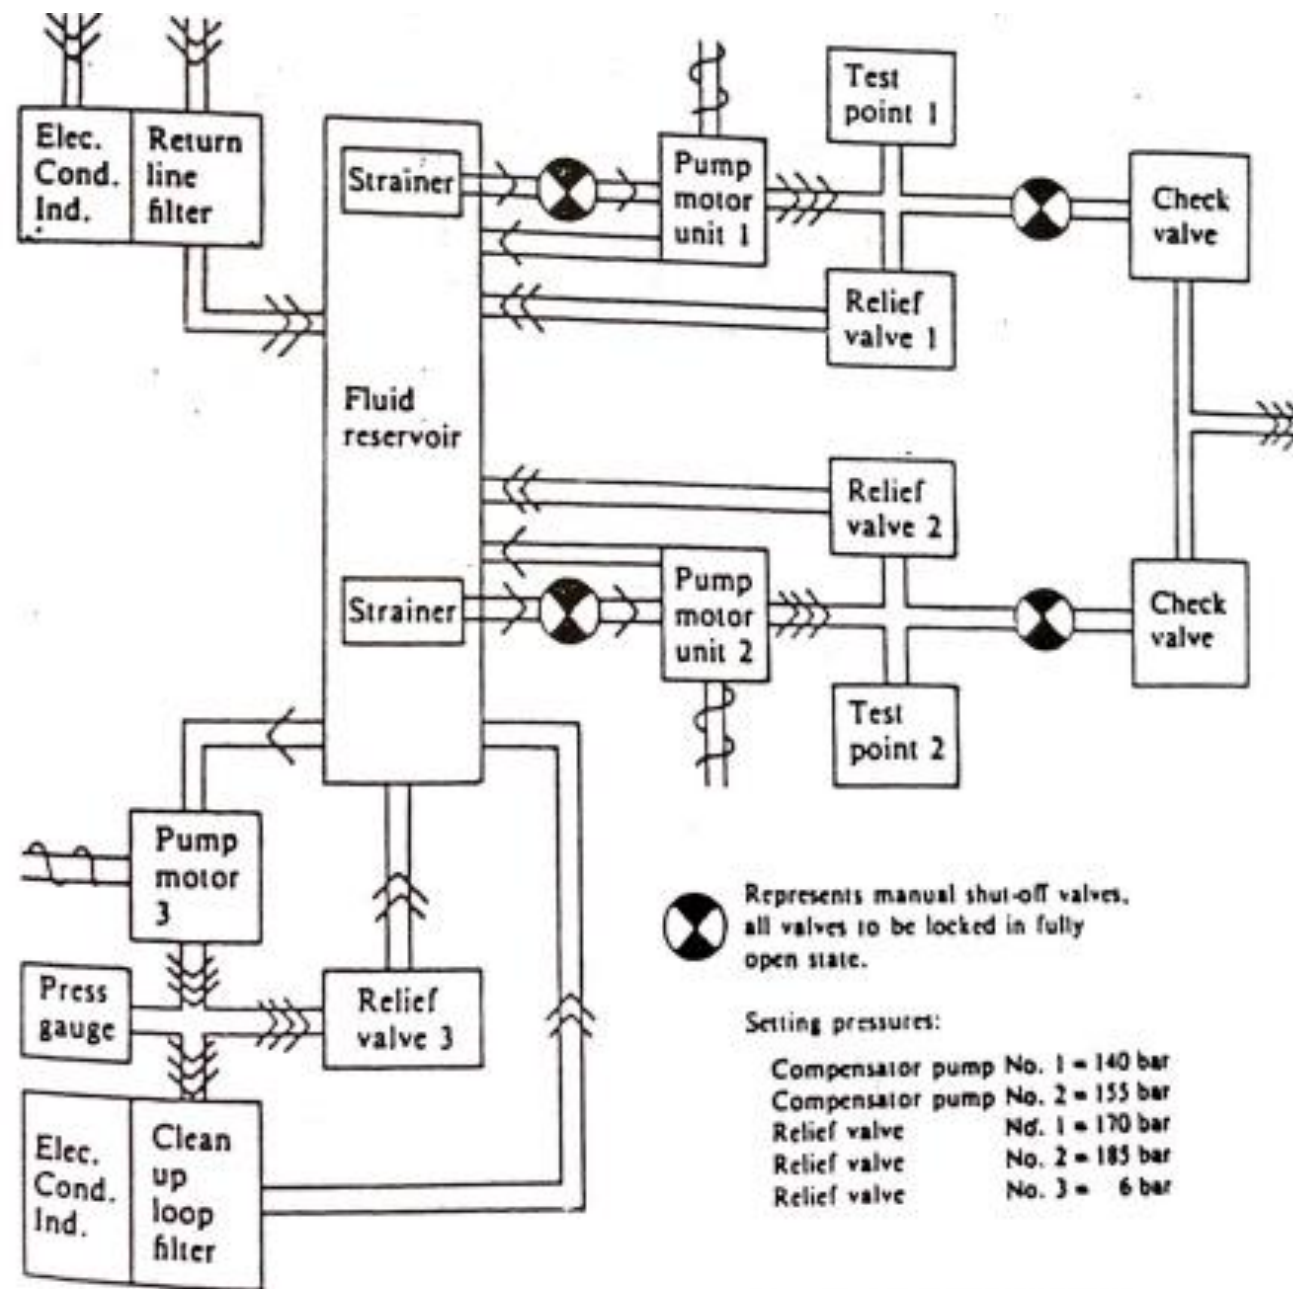 Elec.
Cond.
Ind.
Return
line
filter
Strainer
Pump
motor
unit 1
Test
point 1
Relief
valve 1
Check
valve
Fluid
reservoir
Relief
valve 2
Strainer
Pump
motor
unit 2
Test
point 2
Check
valve
Pump
motor
3
Press
gauge
Relief
valve 3
Elec.
Cond.
Ind.
Clean
up
loop
filter
Represents manual shut-off valves,
all valves to be locked in fully
open state.
Setting pressures:
Compensator pump No. 1 = 140 bar
Compensator pump No. 2 = 155 bar
Relief valve No. 1 = 170 bar
Relief valve No. 2 = 185 bar
Relief valve No. 3 = 6 bar